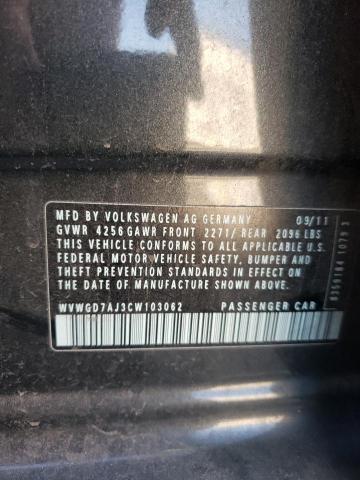 MFD BY VOLKSWAGEN AG GERMANY 09/11
GVWR 4256 GAWR FRONT 2271/ REAR 2096 LBS
THIS VEHICLE CONFORMS TO ALL APPLICABLE
FEDERAL MOTOR VEHICLE SAFETY, BUMPER AND
THEFT PREVENTION STANDARDS IN EFFECT ON THE
DATE OF MANUFACTURE SHOWN ABOVE.
WVWGD7AJ3CW103062 PASSENGER CAR